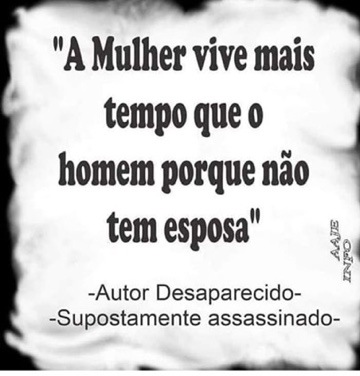 "A Mulher vive mais
tempo que o
homem porque não
tem esposa"
-Autor Desaparecido-
-Supostamente assassinado-
AAJE
INFO